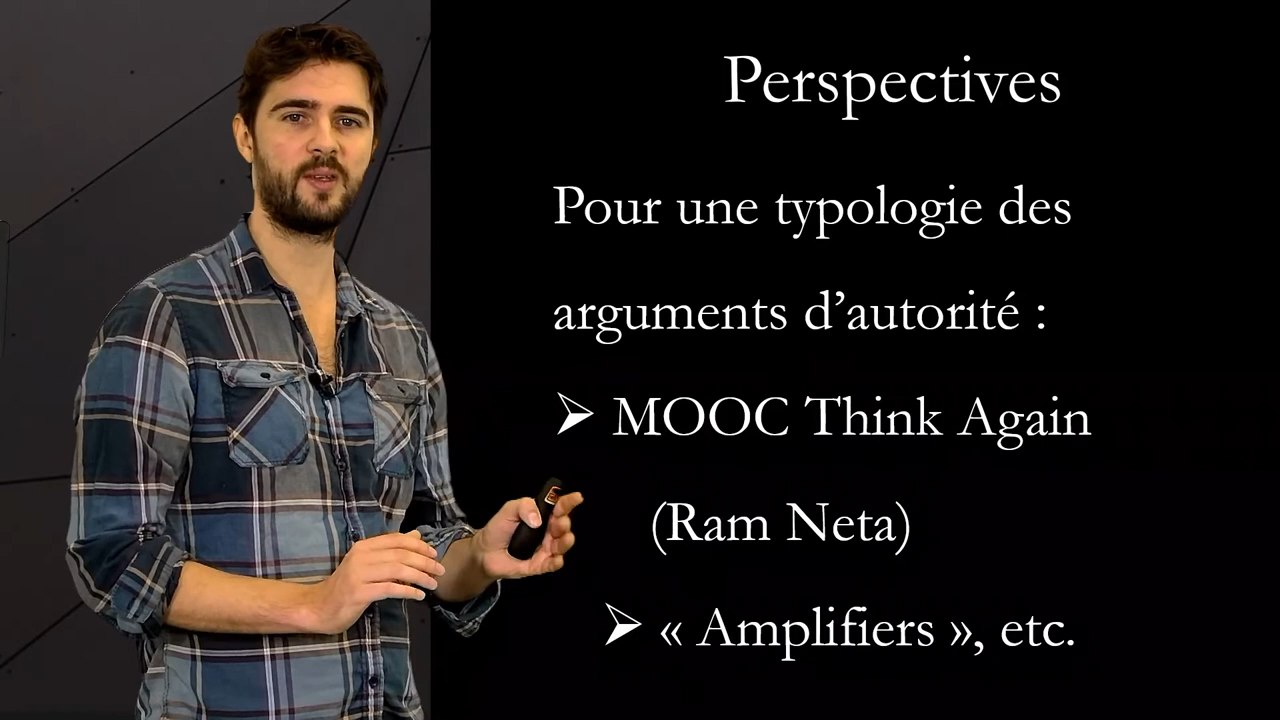 Perspectives
Pour une typologie des
arguments d’autorité :
➢ MOOC Think Again
(Ram Neta)
➢ « Amplifiers », etc.